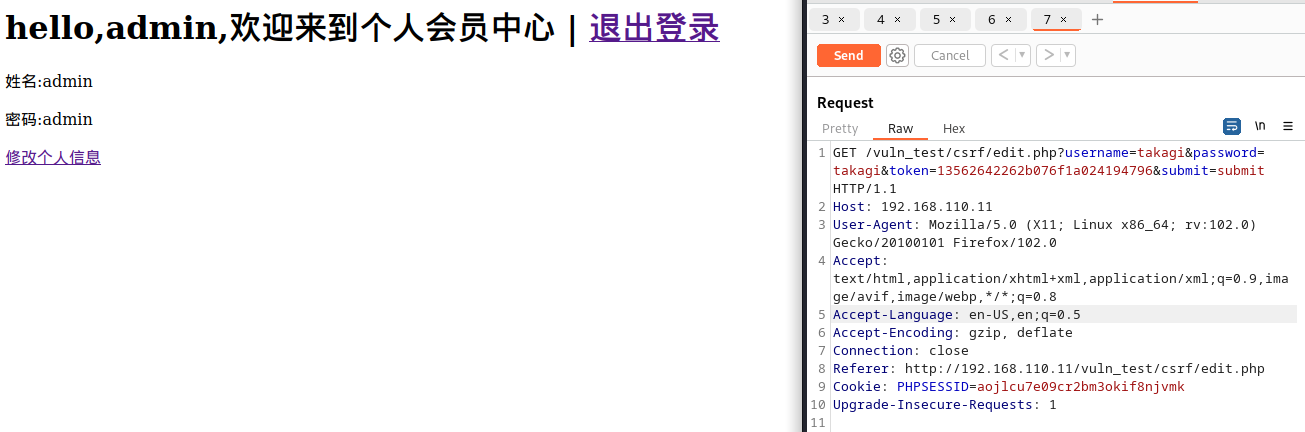 hello,admin,欢迎来到个人会员中心 | 退出登录
姓名:admin
密码:admin
修改个人信息
3 × 4 × 5 × 6 × 7 × +
Send Cancel < ▼ > ▼
Request
Pretty Raw Hex \n ≡
1 GET /vuln_test/csrf/edit.php?username=takagi&password=
takagi&token=13562642262b076f1a024194796&submit=submit
HTTP/1.1
2 Host: 192.168.110.11
3 User-Agent: Mozilla/5.0 (X11; Linux x86_64; rv:102.0)
Gecko/20100101 Firefox/102.0
4 Accept:
text/html,application/xhtml+xml,application/xml;q=0.9,ima
ge/avif,image/webp,*/*;q=0.8
5 Accept-Language: en-US,en;q=0.5
6 Accept-Encoding: gzip, deflate
7 Connection: close
8 Referer: http://192.168.110.11/vuln_test/csrf/edit.php
9 Cookie: PHPSESSID=aojlcu7e09cr2bm3okif8njvmk
10 Upgrade-Insecure-Requests: 1
11